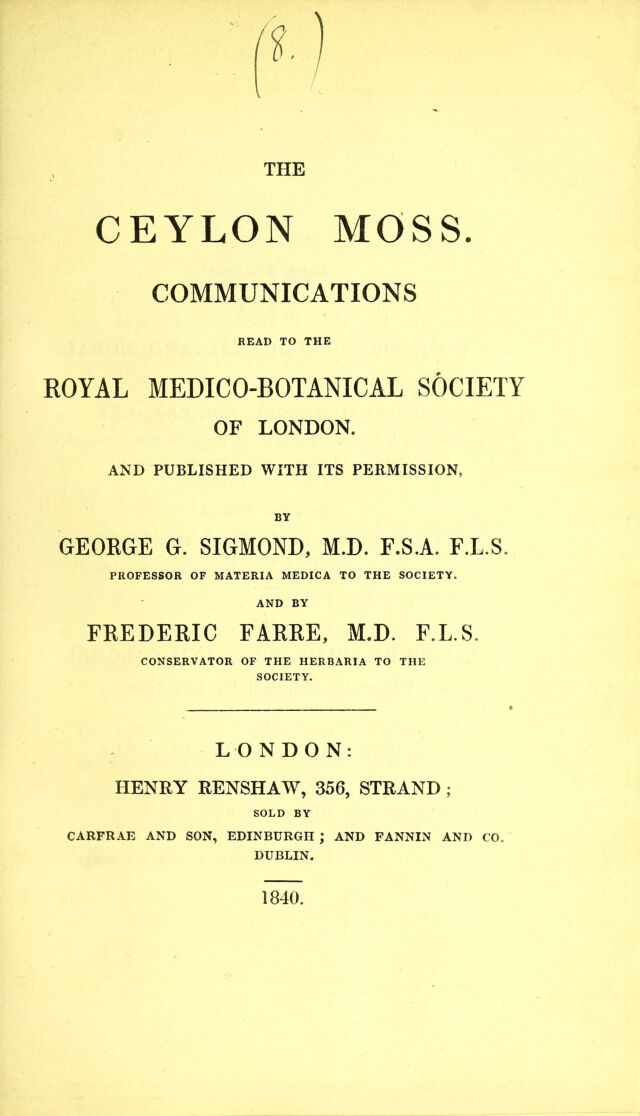 (8.)
THE
CEYLON MOSS.
COMMUNICATIONS
READ TO THE
ROYAL MEDICO-BOTANICAL SOCIETY
OF LONDON.
AND PUBLISHED WITH ITS PERMISSION,
BY
GEORGE G. SIGMOND, M.D. F.S.A. F.L.S.
PROFESSOR OF MATERIA MEDICA TO THE SOCIETY.
AND BY
FREDERIC FARRE, M.D. F.L.S.
CONSERVATOR OF THE HERBARIA TO THE
SOCIETY.
LONDON:
HENRY RENSHAW, 356, STRAND;
SOLD BY
CARFRAE AND SON, EDINBURGH; AND FANNIN AND CO.
DUBLIN.
1840.